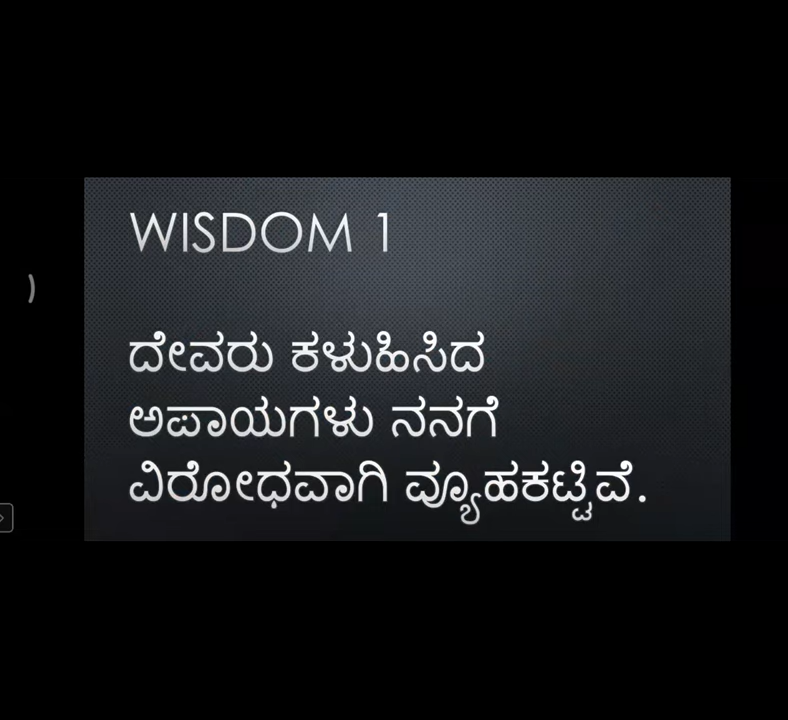 WISDOM 1
ದೇವರು ಕಳುಹಿಸಿದ
ಅಪಾಯಗಳು ನನಗೆ
ವಿರೋಧವಾಗಿ ವ್ಯೂಹಕಟ್ಟಿವೆ.